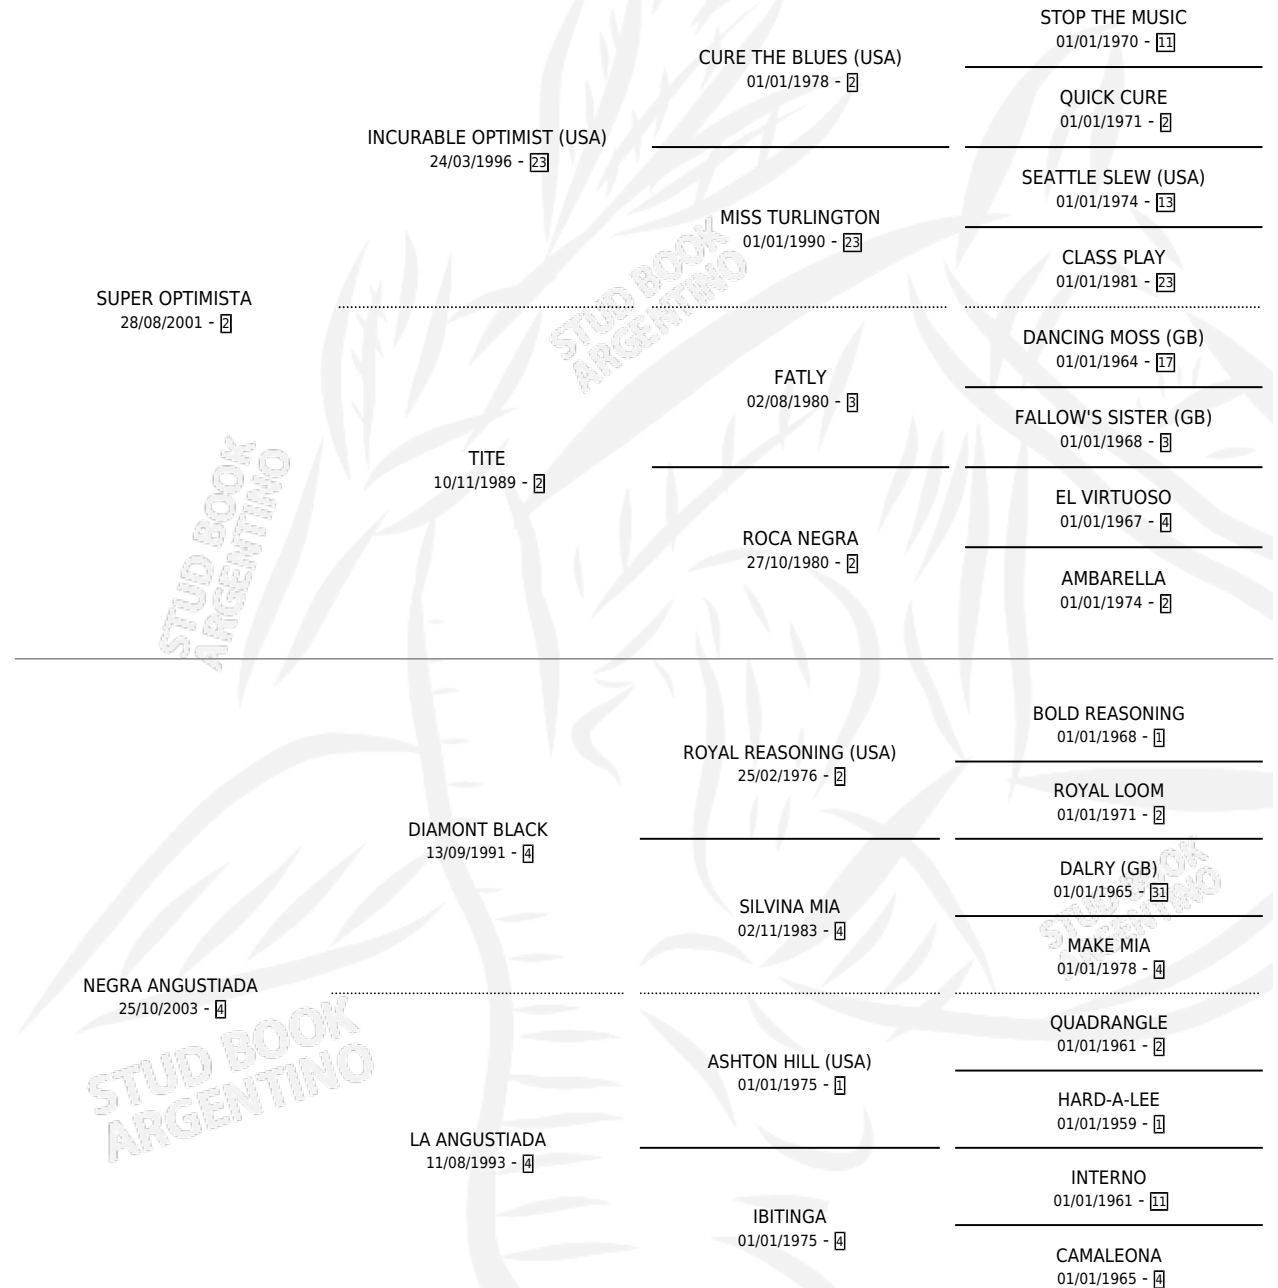 STOP THE MUSIC
01/01/1970 - 11
CURE THE BLUES (USA)
01/01/1978 - 2
QUICK CURE
01/01/1971 - 2
INCURABLE OPTIMIST (USA)
24/03/1996 - 23
SEATTLE SLEW (USA)
01/01/1974 - 13
MISS TURLINGTON
01/01/1990 - 23
CLASS PLAY
01/01/1981 - 23
SUPER OPTIMISTA
28/08/2001 - 2
STUD BOOK
ARGENTINO
DANCING MOSS (GB)
01/01/1964 - 17
FATLY
02/08/1980 - 3
FALLOW'S SISTER (GB)
01/01/1968 - 3
TITE
10/11/1989 - 2
EL VIRTUOSO
01/01/1967 - 4
ROCA NEGRA
27/10/1980 - 2
AMBARELLA
01/01/1974 - 2
STUD BOOK
ARGENTINO
BOLD REASONING
01/01/1968 - 1
ROYAL REASONING (USA)
25/02/1976 - 2
ROYAL LOOM
01/01/1971 - 2
DIAMONT BLACK
13/09/1991 - 4
DALRY (GB)
01/01/1965 - 31
SILVINA MIA
02/11/1983 - 4
MAKE MIA
01/01/1978 - 4
STUD BOOK
ARGENTINO
NEGRA ANGUSTIADA
25/10/2003 - 4
QUADRANGLE
01/01/1961 - 2
ASHTON HILL (USA)
01/01/1975 - 1
HARD-A-LEE
01/01/1959 - 1
STUD BOOK
ARGENTINO
LA ANGUSTIADA
11/08/1993 - 4
INTERNO
01/01/1961 - 11
IBITINGA
01/01/1975 - 4
CAMALEONA
01/01/1965 - 4